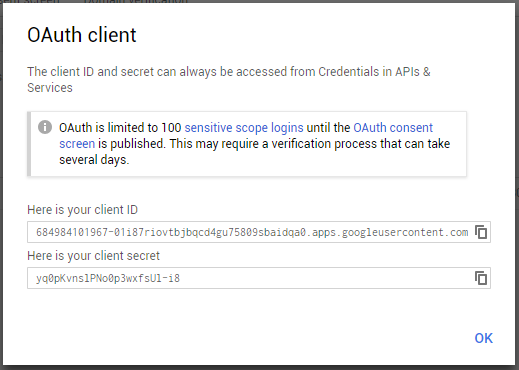 OAuth client
The client ID and secret can always be accessed from Credentials in APIs &
Services
OAuth is limited to 100 sensitive scope logins until the OAuth consent
screen is published. This may require a verification process that can take
several days.
Here is your client ID
684984101967-01i87riovtbjbqcd4gu75809sbaidqa0.apps.googleusercontent.com
Here is your client secret
OK